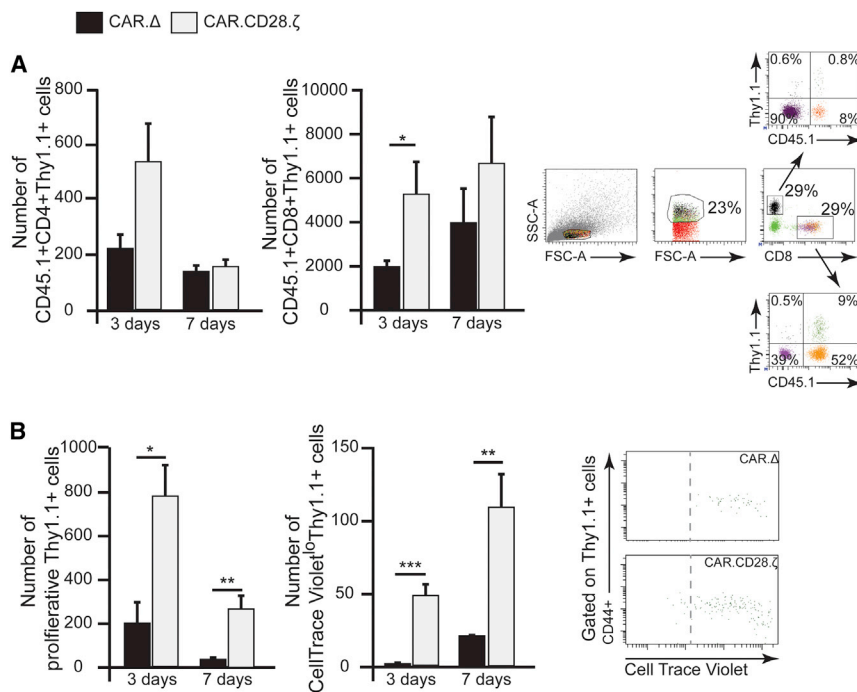 CAR.Δ CAR.CD28.ζ
A
Number of
CD45.1+CD4+Thy1.1+ cells
800
600
400
200
0
3 days 7 days
Number of
CD45.1+CD8+Thy1.1+ cells
10000
8000
6000
4000
2000
0
*
3 days 7 days
SSC-A
FSC-A
23%
FSC-A
29%
29%
CD8
Thy1.1
0.6% 0.8%
90% 8%
CD45.1
Thy1.1
0.5% 9%
39% 52%
CD45.1
B
Number of
prolfierative Thy1.1+ cells
1000
800
600
400
200
0
*
**
3 days 7 days
Number of
CellTrace VioletloThy1.1+ cells
150
100
50
0
***
**
3 days 7 days
Gated on Thy1.1+ cells
CD44+
CAR.Δ
CAR.CD28.ζ
Cell Trace Violet